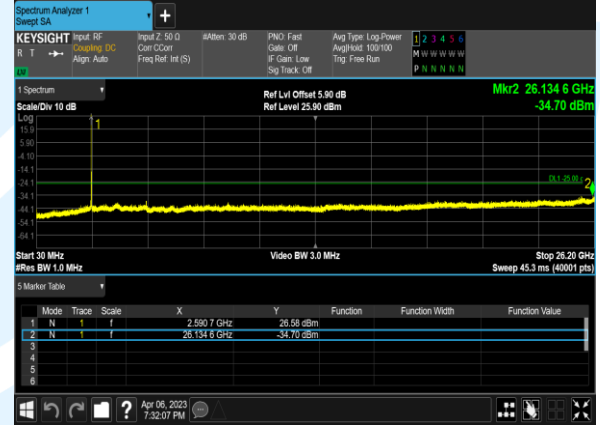 Spectrum Analyzer 1
Swept SA
KEYSIGHT Input: RF Input Z: 50 Ω #Atten: 30 dB PNO: Fast Avg Type: Log-Power 1 2 3 4 5 6
R T Coupling: DC Corr CCorr Gate: Off Avg|Hold: 100/100 M W W W W W
Align: Auto Freq Ref: Int (S) IF Gain: Low Trig: Free Run
Sig Track: Off P N N N N N
1 Spectrum Ref Lvl Offset 5.90 dB Mkr2 26.134 6 GHz
Scale/Div 10 dB Ref Level 25.90 dBm -34.70 dBm
Log
15.9 1
5.90
-4.10
-14.1
-24.1 2
-34.1
-44.1
-54.1
-64.1
Start 30 MHz Video BW 3.0 MHz Stop 26.20 GHz
#Res BW 1.0 MHz Sweep 45.3 ms (40001 pts)
5 Marker Table
Mode Trace Scale X Y Function Function Width Function Value
1 N 1 f 2.590 7 GHz 26.58 dBm
2 N 1 f 26.134 6 GHz -34.70 dBm
3
4
5
6
? Apr 06, 2023
7:32:07 PM